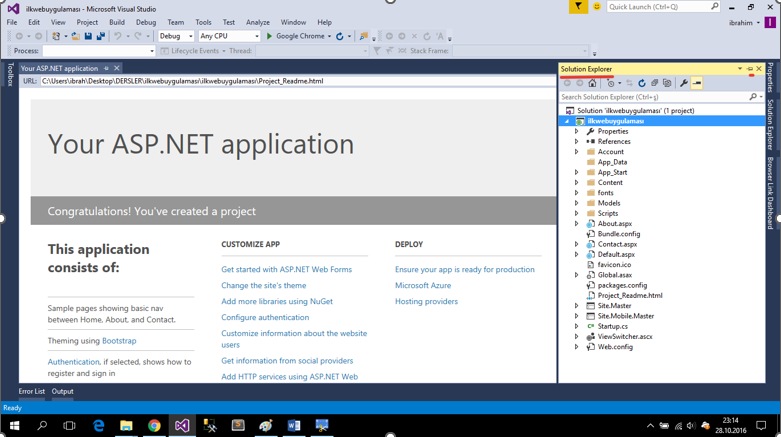 ilkwebuygulaması - Microsoft Visual Studio
Quick Launch (Ctrl+Q)
File Edit View Project Build Debug Team Tools Test Analyze Window Help
ibrahim
I
Debug Any CPU Google Chrome
Process: Lifecycle Events Thread: Stack Frame:
Toolbox
Your ASP.NET application
URL: C:\Users\ibrah\Desktop\DERSLER\ilkwebuygulaması\ilkwebuygulaması\Project_Readme.html
Your ASP.NET application
Congratulations! You've created a project
This application
consists of:
Sample pages showing basic nav
between Home, About, and Contact.
Theming using Bootstrap
Authentication, if selected, shows how to
register and sign in
CUSTOMIZE APP
Get started with ASP.NET Web Forms
Change the site's theme
Add more libraries using NuGet
Configure authentication
Customize information about the website
users
Get information from social providers
Add HTTP services using ASP.NET Web
DEPLOY
Ensure your app is ready for production
Microsoft Azure
Hosting providers
Solution Explorer
Search Solution Explorer (Ctrl+ş)
Solution 'ilkwebuygulaması' (1 project)
ilkwebuygulaması
Properties
References
Account
App_Data
App_Start
Content
fonts
Models
Scripts
About.aspx
Bundle.config
Contact.aspx
Default.aspx
favicon.ico
Global.asax
packages.config
Project_Readme.html
Site.Master
Site.Mobile.Master
Startup.cs
ViewSwitcher.ascx
Web.config
Properties
Solution Explorer
Browser Link Dashboard
Error List Output
Ready
23:14
28.10.2016